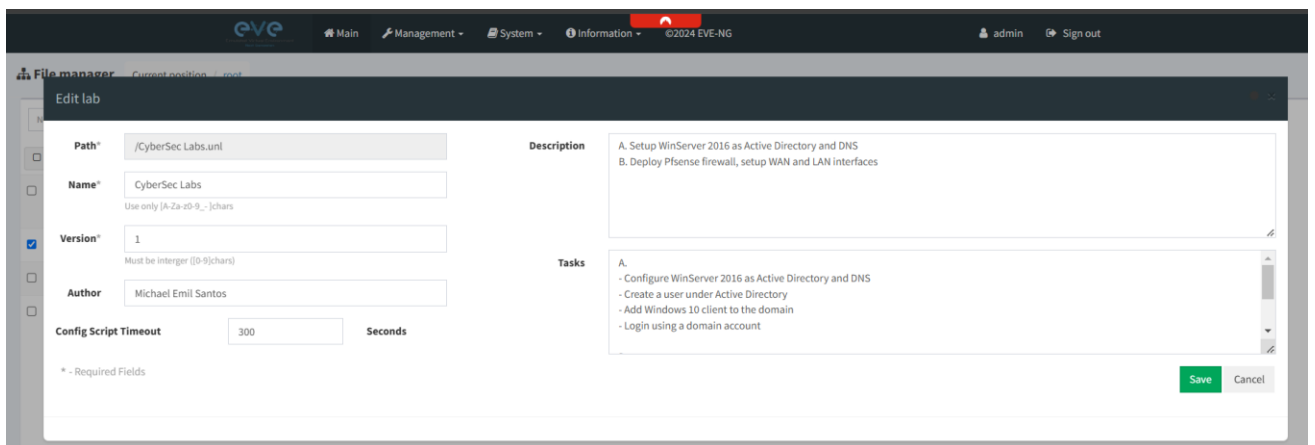 eve
Main
Management
System
Information
©2024 EVE-NG
admin
Sign out
File manager
Current position / root
Edit lab
Path*
/CyberSec Labs.unl
Name*
CyberSec Labs
Use only [A-Za-z0-9_- ]chars
Version*
1
Must be interger ([0-9]chars)
Author
Michael Emil Santos
Config Script Timeout
300
Seconds
* - Required Fields
Description
A. Setup WinServer 2016 as Active Directory and DNS
B. Deploy Pfsense firewall, setup WAN and LAN interfaces
Tasks
A.
- Configure WinServer 2016 as Active Directory and DNS
- Create a user under Active Directory
- Add Windows 10 client to the domain
- Login using a domain account
Save
Cancel